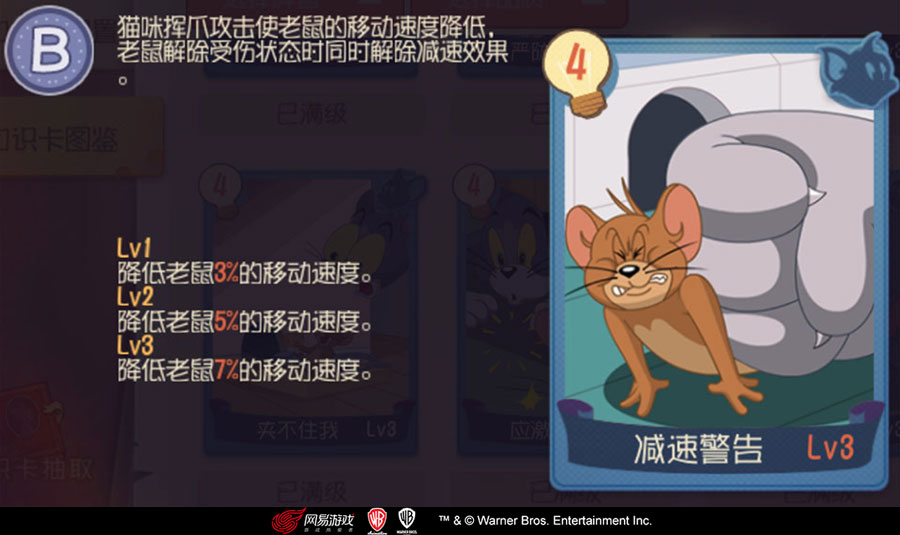 B
猫咪挥爪攻击使老鼠的移动速度降低，
老鼠解除受伤状态时同时解除减速效果
。
4
已满级
识卡图鉴
4
4
Lv1
降低老鼠3%的移动速度。
Lv2
降低老鼠5%的移动速度。
Lv3
降低老鼠7%的移动速度。
夹不住我 Lv3
应激
减速警告 Lv3
识卡抽取
已满级
网易游戏
™ & © Warner Bros. Entertainment Inc.